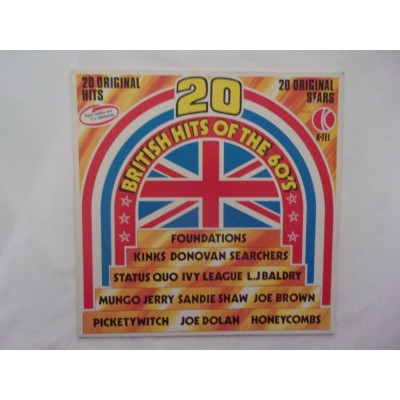 20 ORIGINAL HITS
20
20 ORIGINAL STARS
K-TEL
BRITISH HITS OF THE 60'S
FOUNDATIONS
KINKS DONOVAN SEARCHERS
STATUS QUO IVY LEAGUE L.J BALDRY
MUNGO JERRY SANDIE SHAW JOE BROWN
PICKETYWITCH JOE DOLAN HONEYCOMBS